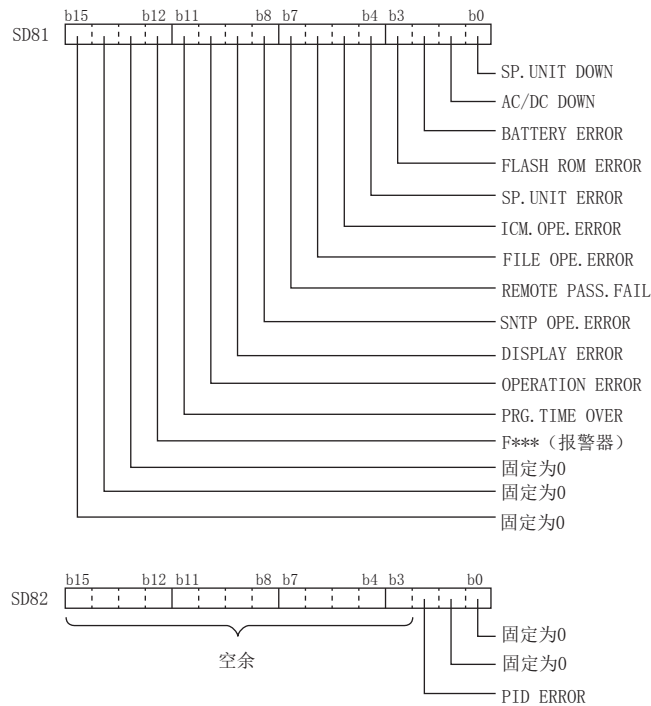 b15 b12 b11 b8 b7 b4 b3 b0
SD81
SP.UNIT DOWN
AC/DC DOWN
BATTERY ERROR
FLASH ROM ERROR
SP.UNIT ERROR
ICM.OPE.ERROR
FILE OPE.ERROR
REMOTE PASS.FAIL
SNTP OPE.ERROR
DISPLAY ERROR
OPERATION ERROR
PRG.TIME OVER
F***（报警器）
固定为0
固定为0
固定为0
b15 b12 b11 b8 b7 b4 b3 b0
SD82
固定为0
空余
固定为0
PID ERROR